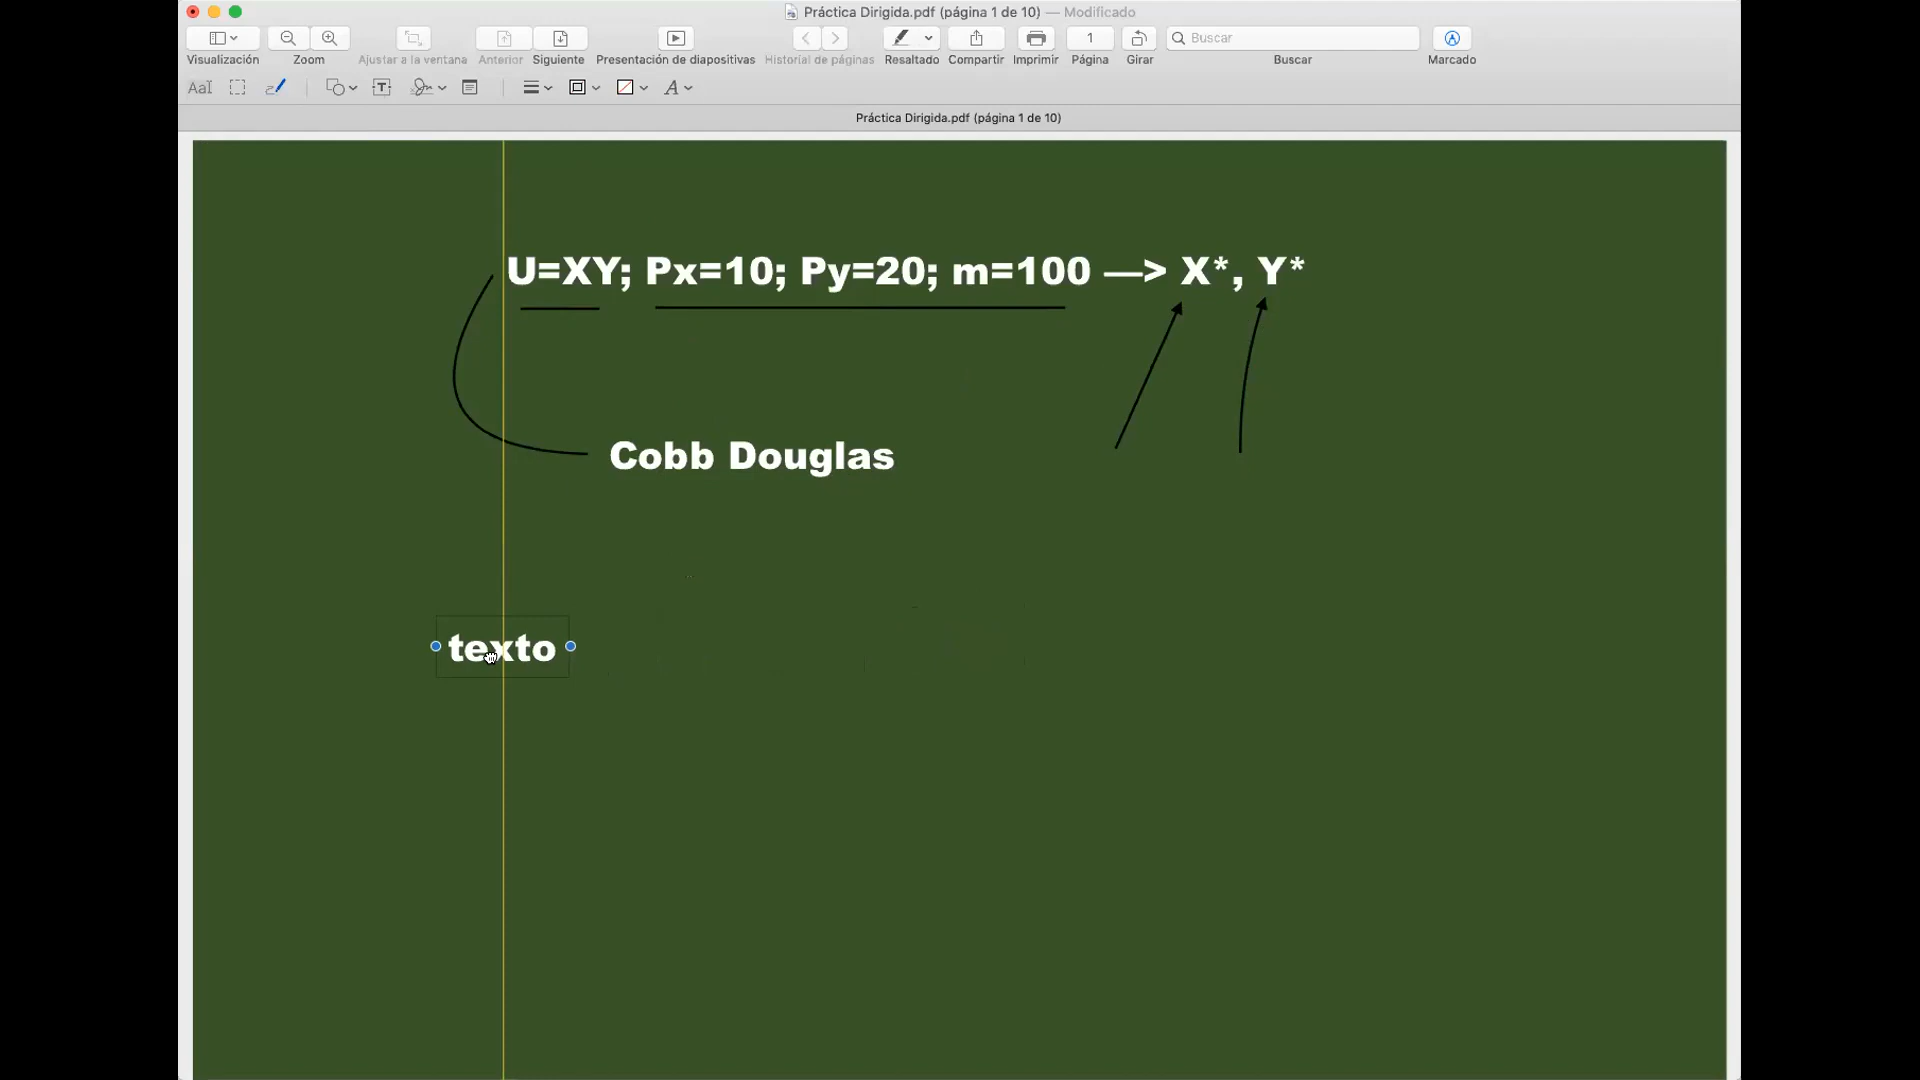 Práctica Dirigida.pdf (página 1 de 10) — Modificado
Visualización
Zoom
Ajustar a la ventana
Anterior
Siguiente
Presentación de diapositivas
Historial de páginas
Resaltado
Compartir
Imprimir
1
Página
Girar
Buscar
Buscar
Marcado
AaI
T
A
Práctica Dirigida.pdf (página 1 de 10)
U=XY; Px=10; Py=20; m=100 —> X*, Y*
Cobb Douglas
texto